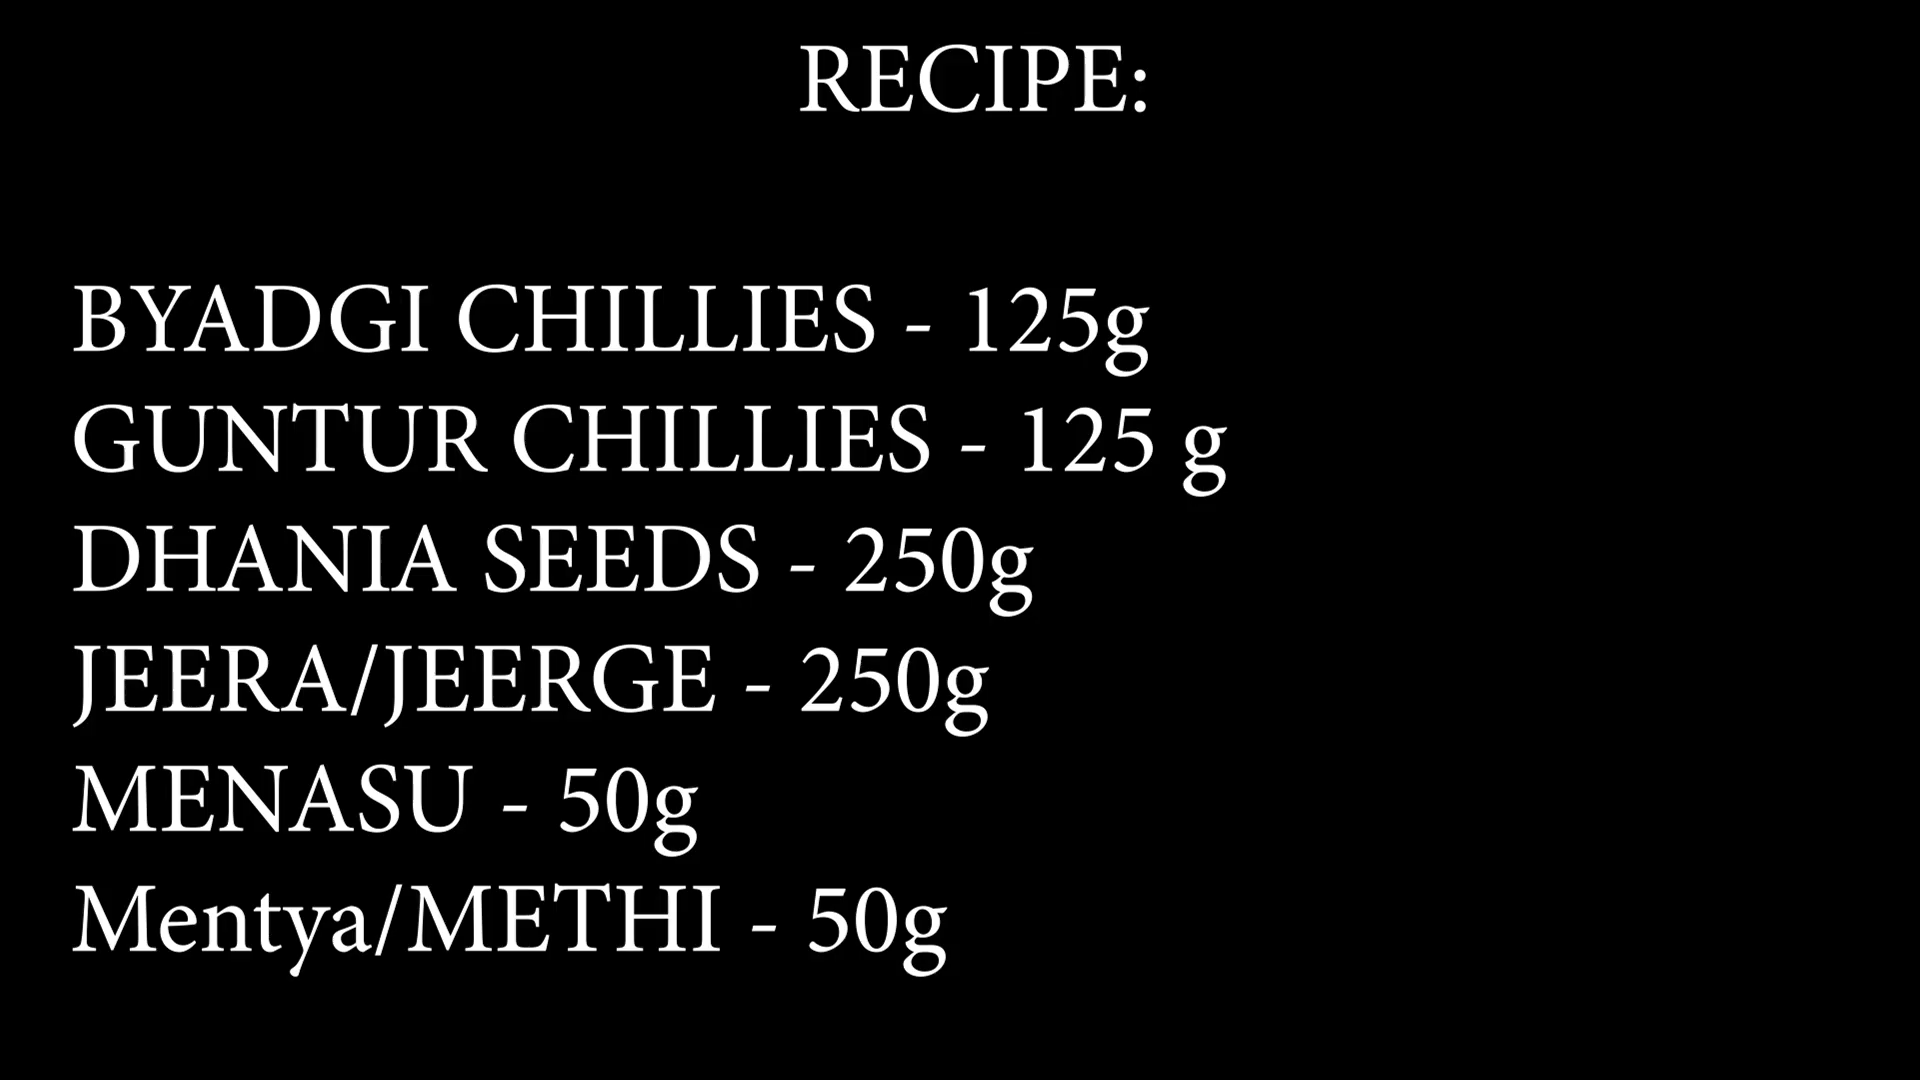 RECIPE:
BYADGI CHILLIES - 125g
GUNTUR CHILLIES - 125 g
DHANIA SEEDS - 250g
JEERA/JEERGE - 250g
MENASU - 50g
Mentya/METHI - 50g